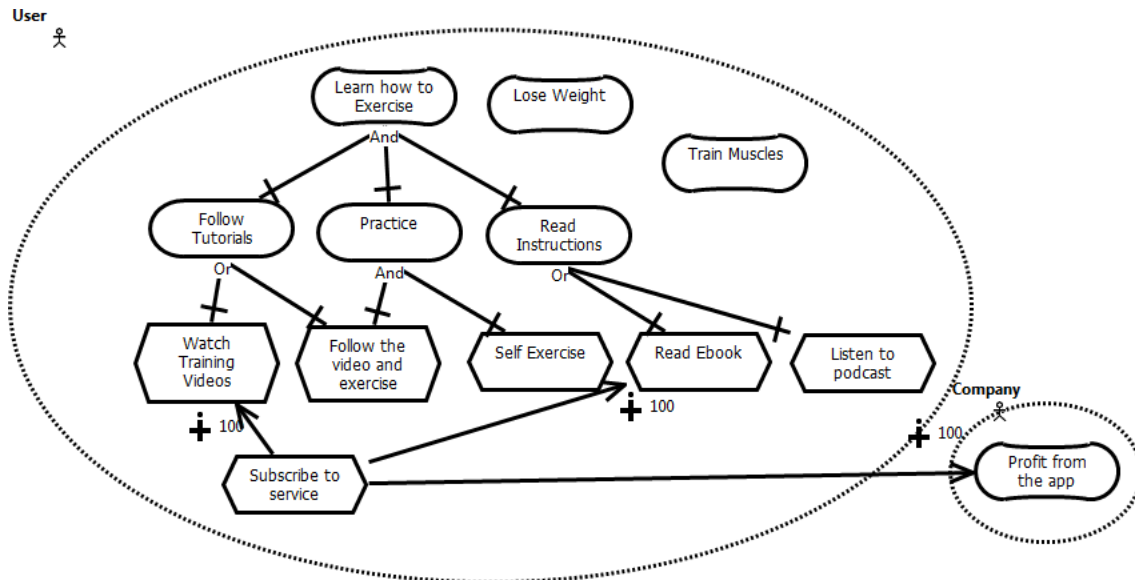 User
Learn how to
Exercise
Lose Weight
And
Train Muscles
Follow
Tutorials
Practice
Read
Instructions
Or
And
Or
Watch
Training
Videos
Follow the
video and
exercise
Self Exercise
Read Ebook
Listen to
podcast
Company
100
100
100
Subscribe to
service
Profit from
the app